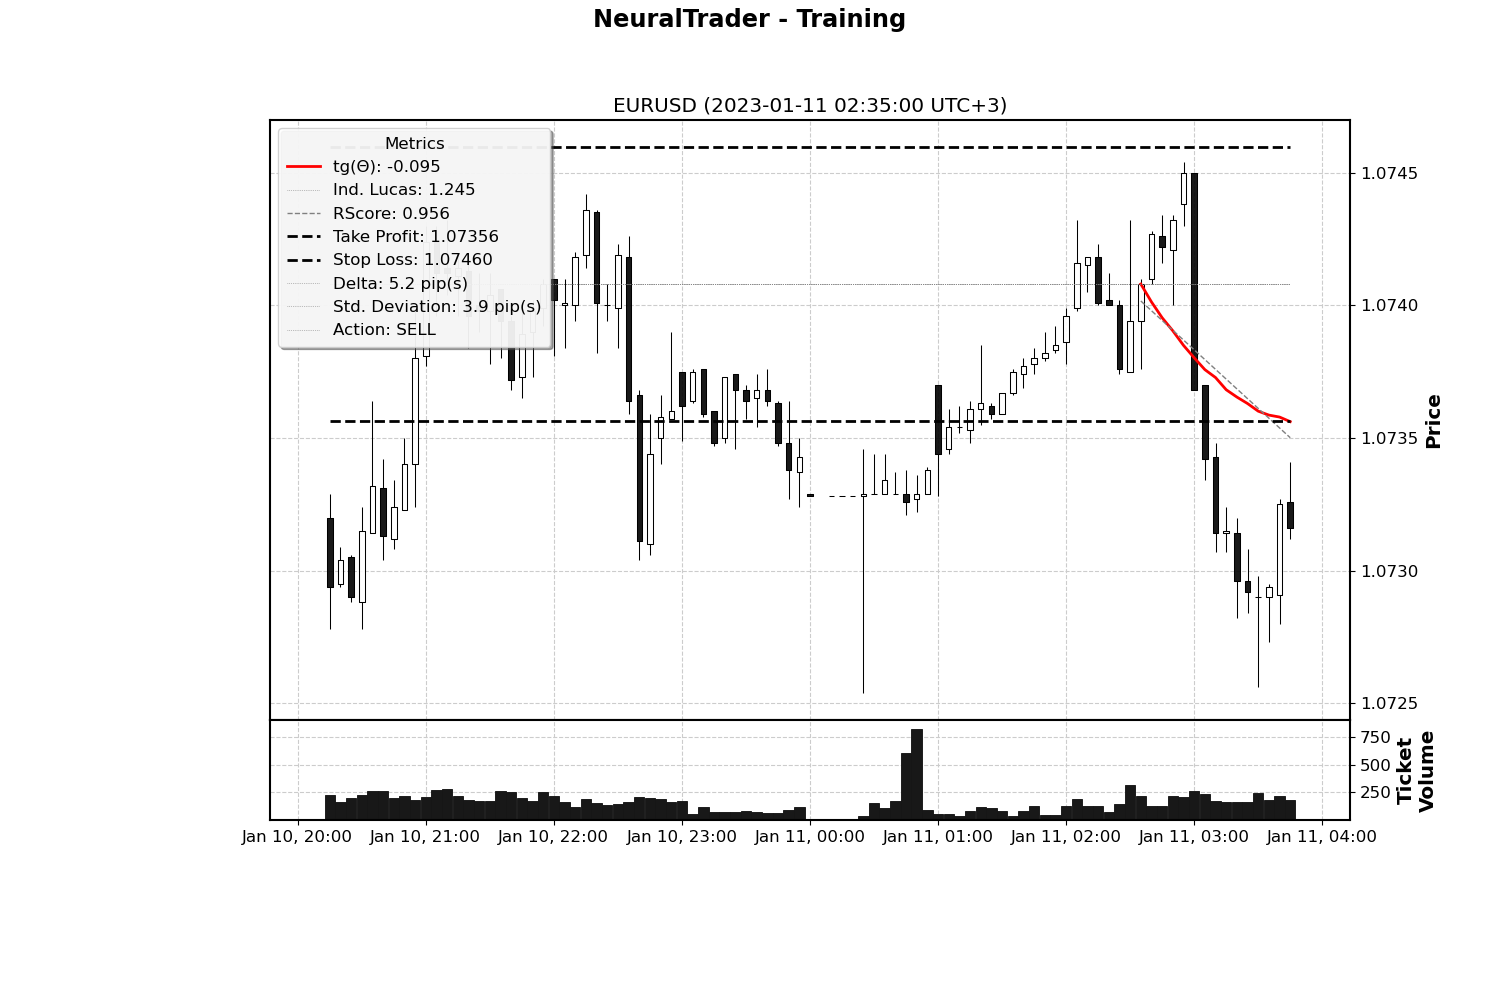 NeuralTrader - Training
EURUSD (2023-01-11 02:35:00 UTC+3)
Metrics
tg(Θ): -0.095
Ind. Lucas: 1.245
RScore: 0.956
Take Profit: 1.07356
Stop Loss: 1.07460
Delta: 5.2 pip(s)
Std. Deviation: 3.9 pip(s)
Action: SELL
1.0745
1.0740
1.0735
1.0730
1.0725
Price
750
500
250
Ticket
Volume
Jan 10, 20:00 Jan 10, 21:00 Jan 10, 22:00 Jan 10, 23:00 Jan 11, 00:00 Jan 11, 01:00 Jan 11, 02:00 Jan 11, 03:00 Jan 11, 04:00